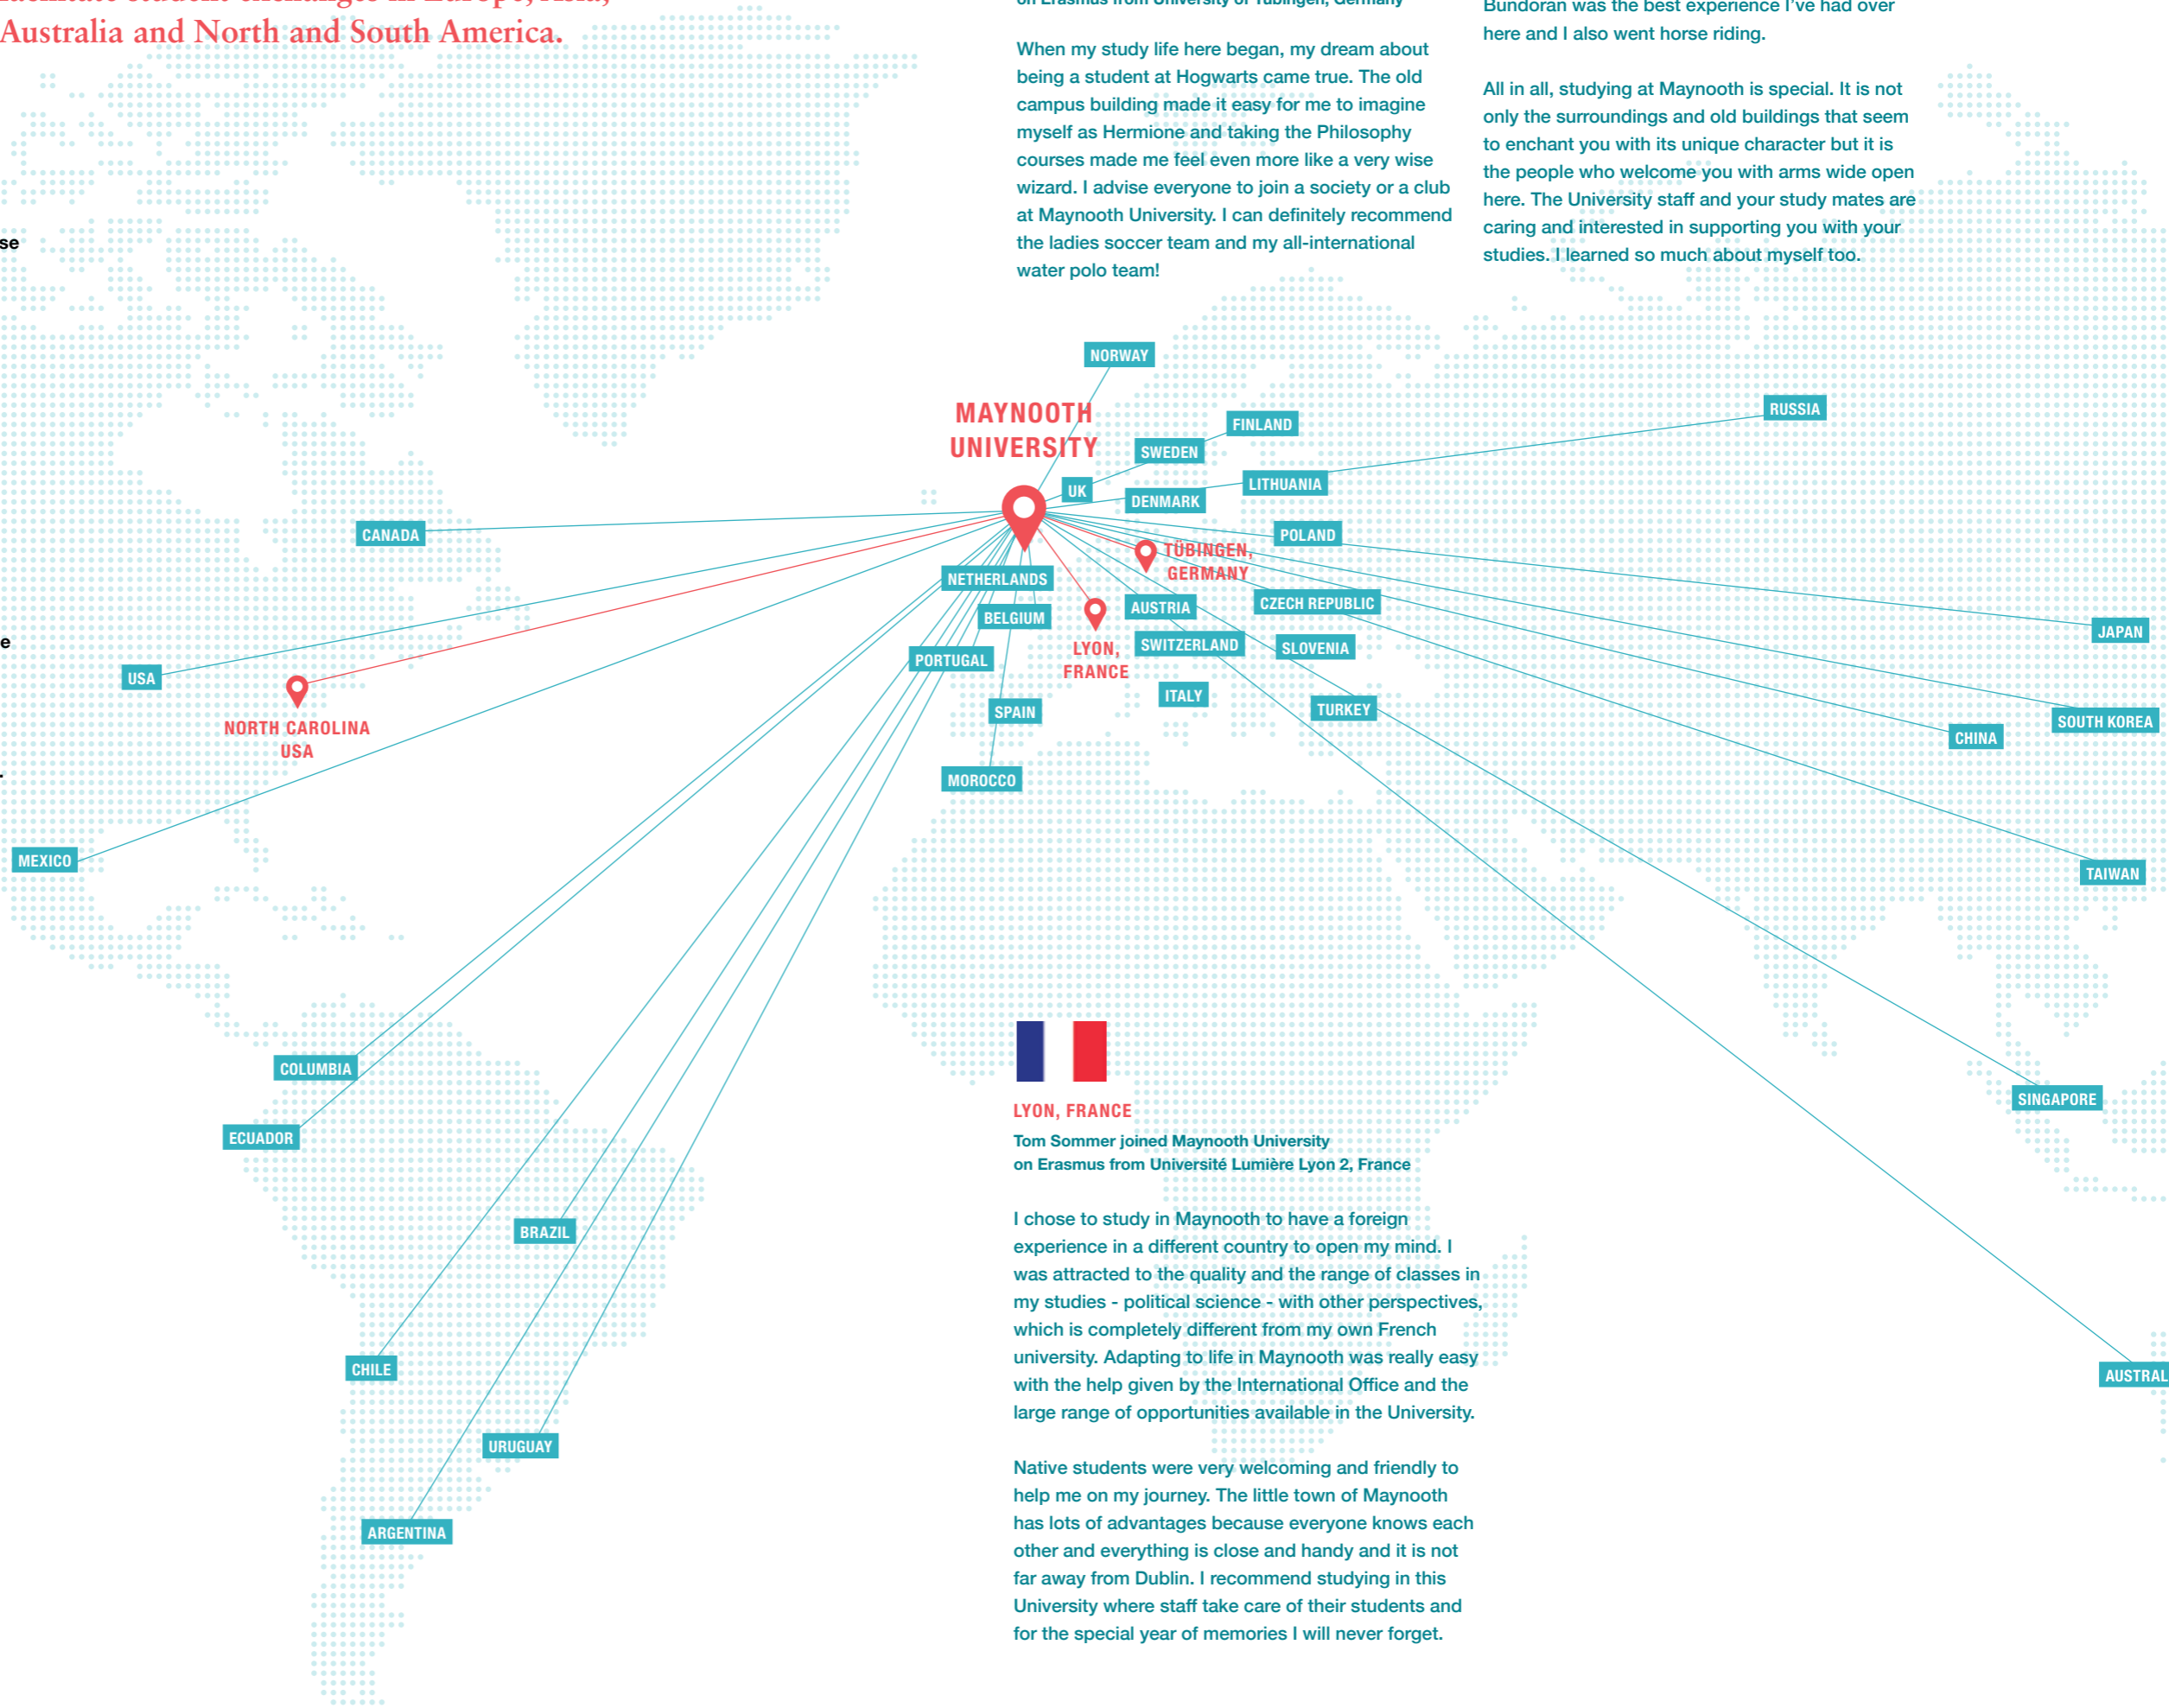 Australia and North and South America.
se
e
When my study life here began, my dream about
being a student at Hogwarts came true. The old
campus building made it easy for me to imagine
myself as Hermione and taking the Philosophy
courses made me feel even more like a very wise
wizard. I advise everyone to join a society or a club
at Maynooth University. I can definitely recommend
the ladies soccer team and my all-international
water polo team!
Bundoran was the best experience I've had over
here and I also went horse riding.
All in all, studying at Maynooth is special. It is not
only the surroundings and old buildings that seem
to enchant you with its unique character but it is
the people who welcome you with arms wide open
here. The University staff and your study mates are
caring and interested in supporting you with your
studies. I learned so much about myself too.
NORWAY
MAYNOOTH
UNIVERSITY
FINLAND
RUSSIA
SWEDEN
UK
LITHUANIA
DENMARK
CANADA
POLAND
TÜBINGEN,
GERMANY
NETHERLANDS
BELGIUM
AUSTRIA
CZECH REPUBLIC
JAPAN
LYON,
FRANCE
SWITZERLAND
SLOVENIA
PORTUGAL
USA
ITALY
SPAIN
TURKEY
SOUTH KOREA
NORTH CAROLINA
USA
CHINA
MOROCCO
MEXICO
TAIWAN
COLUMBIA
ECUADOR
SINGAPORE
BRAZIL
CHILE
AUSTRAL
URUGUAY
ARGENTINA
LYON, FRANCE
Tom Sommer joined Maynooth University
on Erasmus from Université Lumière Lyon 2, France
I chose to study in Maynooth to have a foreign
experience in a different country to open my mind. I
was attracted to the quality and the range of classes in
my studies - political science - with other perspectives,
which is completely different from my own French
university. Adapting to life in Maynooth was really easy
with the help given by the International Office and the
large range of opportunities available in the University.
Native students were very welcoming and friendly to
help me on my journey. The little town of Maynooth
has lots of advantages because everyone knows each
other and everything is close and handy and it is not
far away from Dublin. I recommend studying in this
University where staff take care of their students and
for the special year of memories I will never forget.